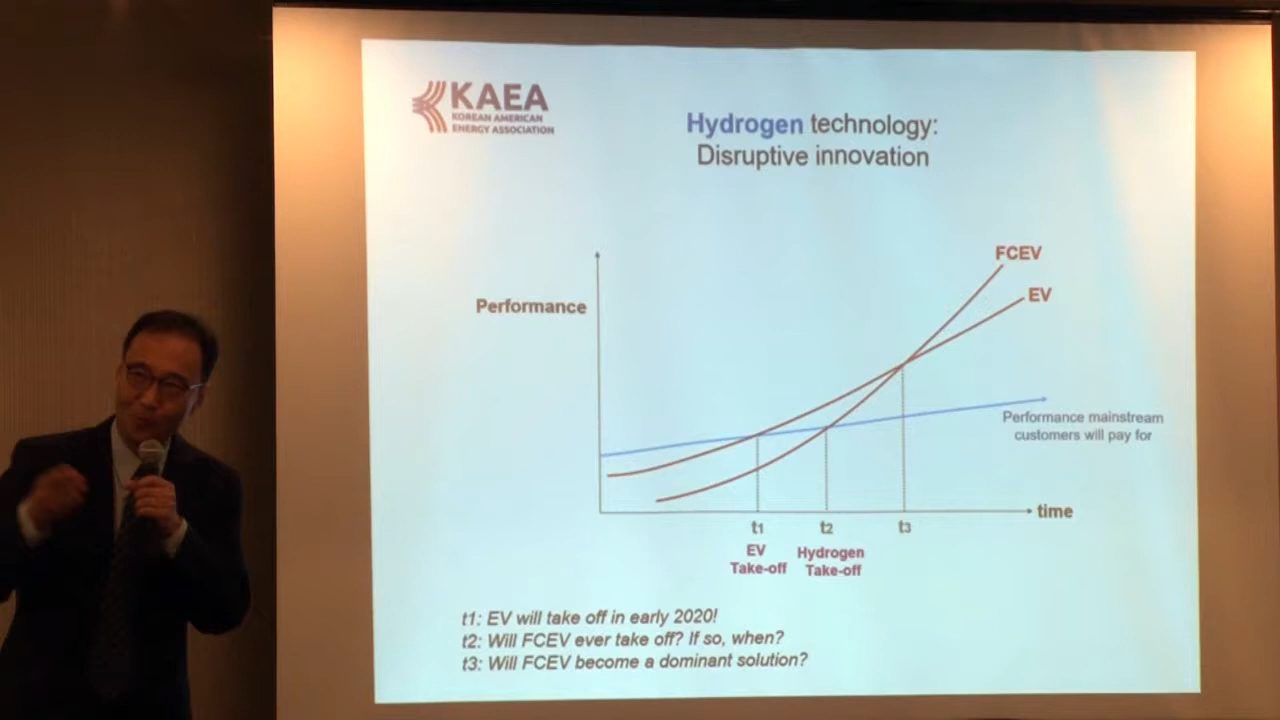 KAEA
KOREAN AMERICAN
ENERGY ASSOCIATION
Hydrogen technology:
Disruptive innovation
FCEV
EV
Performance
Performance mainstream
customers will pay for
time
t1
t2
t3
EV
Take-off
Hydrogen
Take-off
t1: EV will take off in early 2020!
t2: Will FCEV ever take off? If so, when?
t3: Will FCEV become a dominant solution?